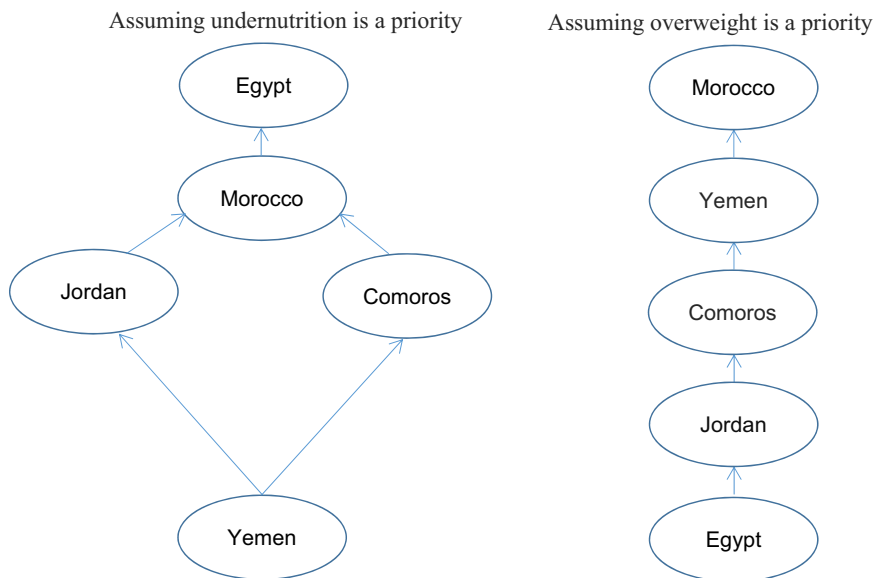 Assuming undernutrition is a priority
Egypt
Morocco
Jordan
Comoros
Yemen
Assuming overweight is a priority
Morocco
Yemen
Comoros
Jordan
Egypt